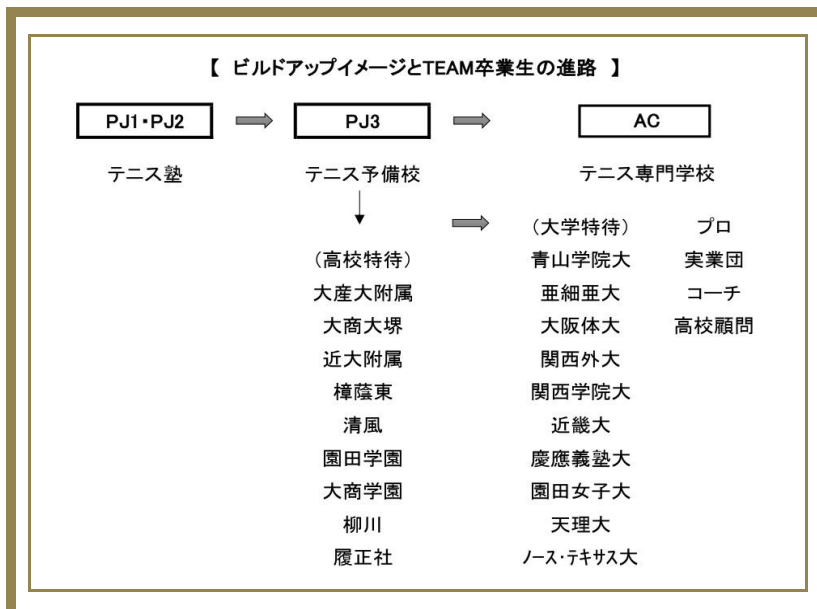 【 ビルドアップイメージとTEAM卒業生の進路 】
PJ1・PJ2
PJ3
AC
テニス塾
テニス予備校
テニス専門学校
(高校特待)
大産大附属
大商大堺
近大附属
樟蔭東
清風
園田学園
大商学園
柳川
履正社
(大学特待)
青山学院大
亜細亜大
大阪体大
関西外大
関西学院大
近畿大
慶應義塾大
園田女子大
天理大
ノース・テキサス大
プロ
実業団
コーチ
高校顧問